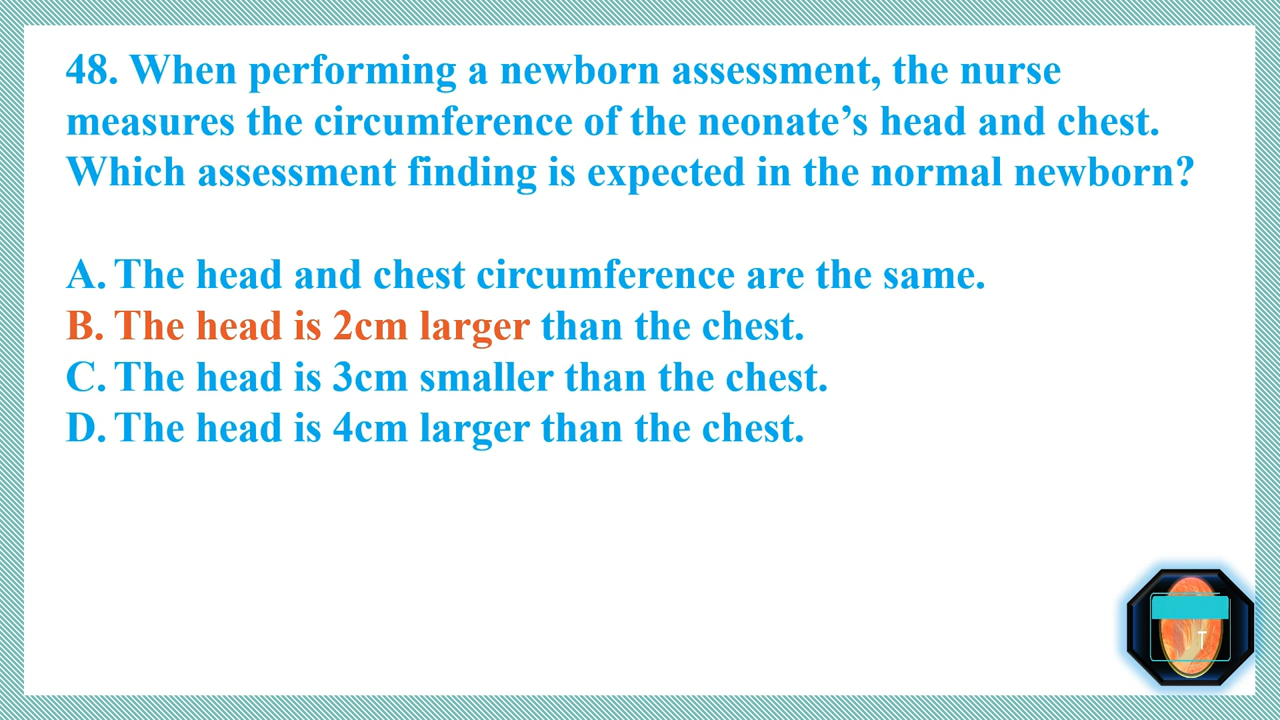 48. When performing a newborn assessment, the nurse
measures the circumference of the neonate’s head and chest.
Which assessment finding is expected in the normal newborn?
A. The head and chest circumference are the same.
B. The head is 2cm larger than the chest.
C. The head is 3cm smaller than the chest.
D. The head is 4cm larger than the chest.
T